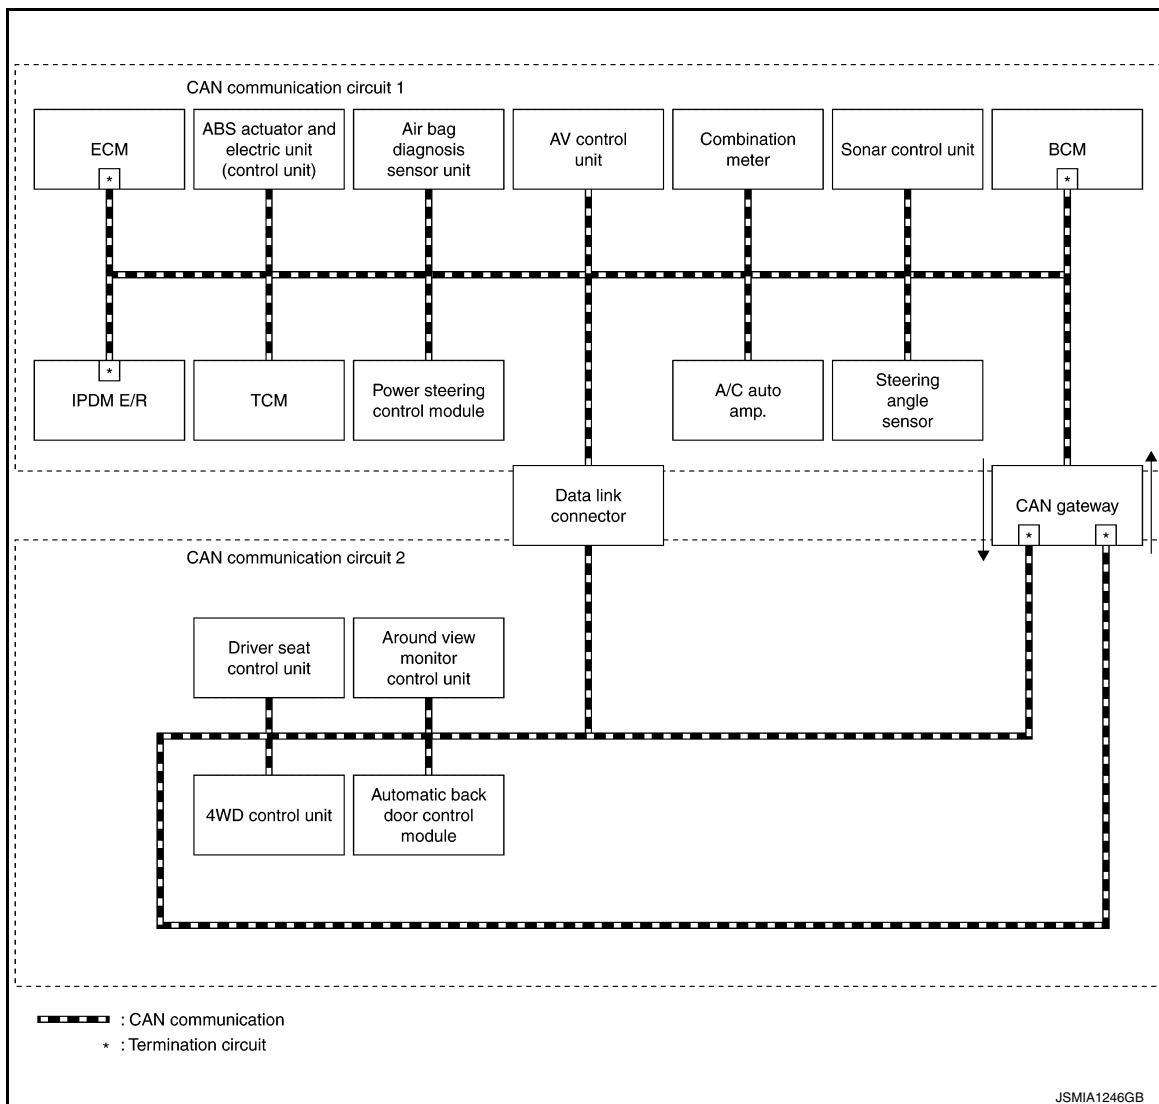 CAN communication circuit 1
ECM
*
ABS actuator and
electric unit
(control unit)
Air bag
diagnosis
sensor unit
AV control
unit
Combination
meter
Sonar control unit
BCM
*
*
IPDM E/R
TCM
Power steering
control module
A/C auto
amp.
Steering
angle
sensor
Data link
connector
CAN gateway
*
*
CAN communication circuit 2
Driver seat
control unit
Around view
monitor
control unit
4WD control unit
Automatic back
door control
module
: CAN communication
* : Termination circuit
JSMIA1246GB